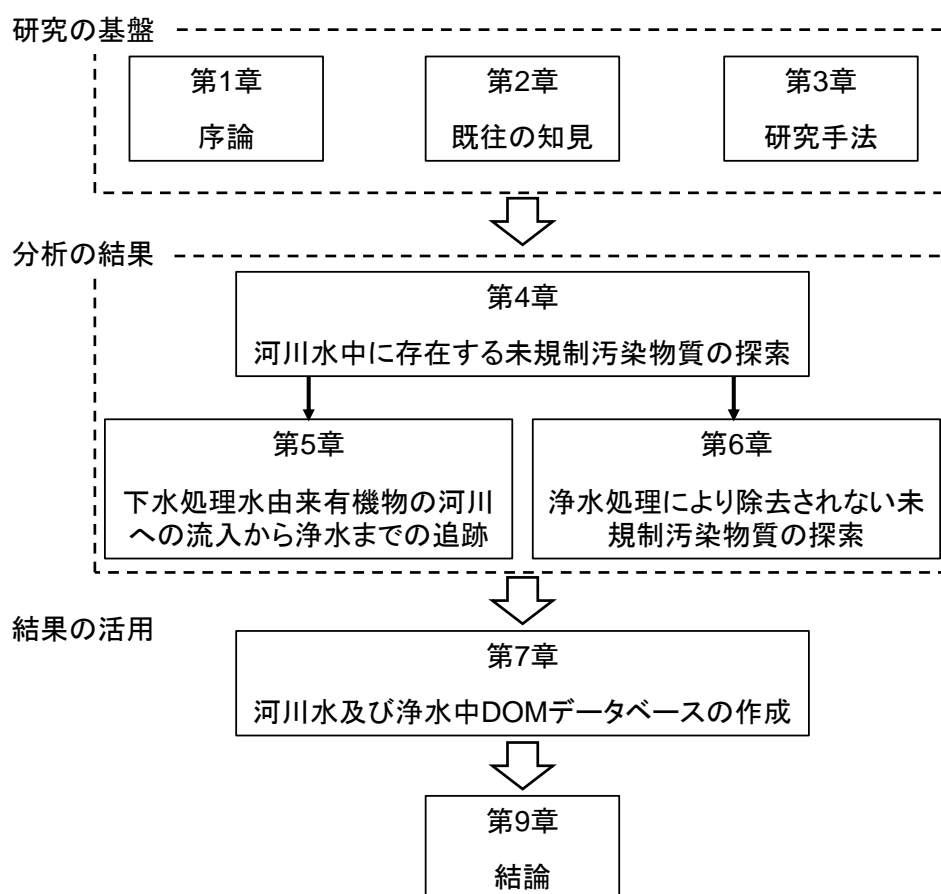 研究の基盤
第1章
序論
第2章
既往の知見
第3章
研究手法
分析の結果
第4章
河川水中に存在する未規制汚染物質の探索
第5章
下水処理水由来有機物の河川
への流入から浄水までの追跡
第6章
浄水処理により除去されない未
規制汚染物質の探索
結果の活用
第7章
河川水及び浄水中DOMデータベースの作成
第9章
結論